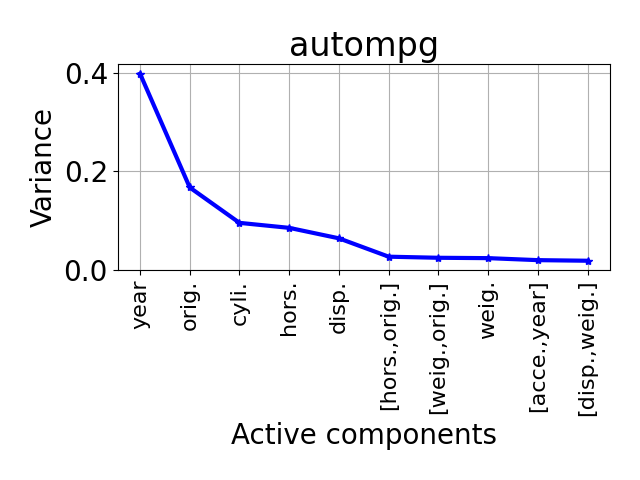 autompg
Variance
0.4
0.2
0.0
year
orig.
cyli.
hors.
disp.
[hors.,orig.]
[weig.,orig.]
weig.
[acce.,year]
[disp.,weig.]
Active components